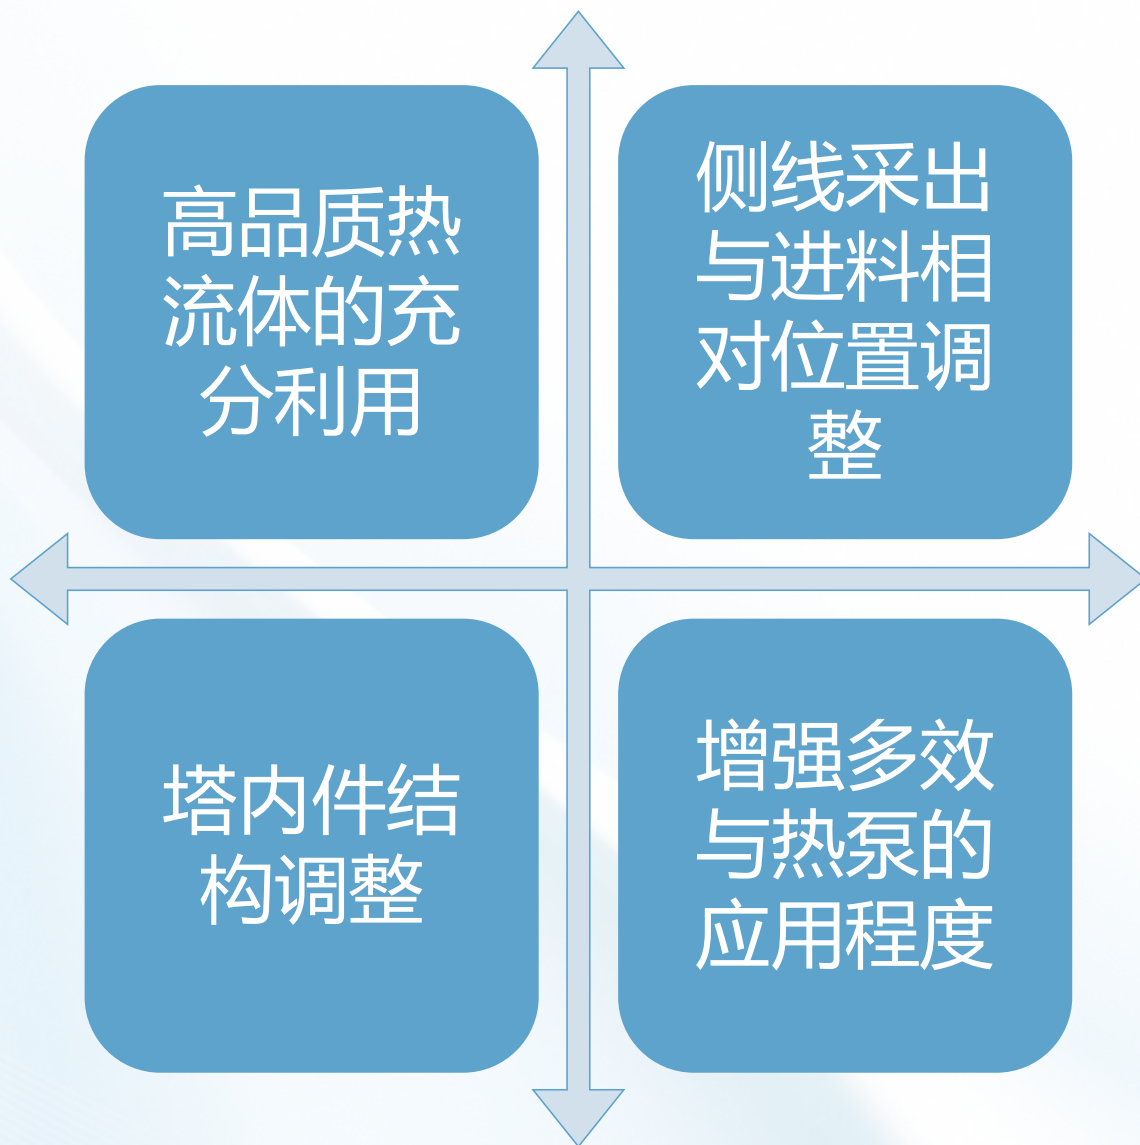 高品质热
流体的充
分利用
侧线采出
与进料相
对位置调
整
塔内件结
构调整
增强多效
与热泵的
应用程度